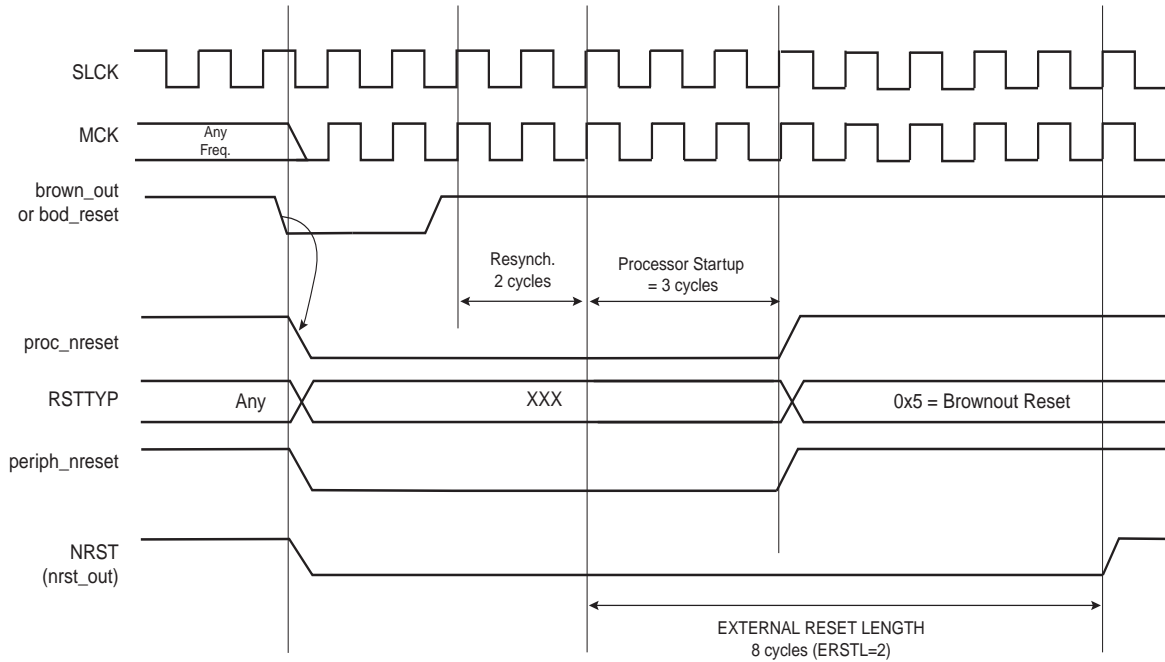 SLCK
MCK
Any
Freq.
brown_out
or bod_reset
Resynch.
2 cycles
Processor Startup
= 3 cycles
proc_nreset
RSTTYP
Any
XXX
0x5 = Brownout Reset
periph_nreset
NRST
(nrst_out)
EXTERNAL RESET LENGTH
8 cycles (ERSTL=2)